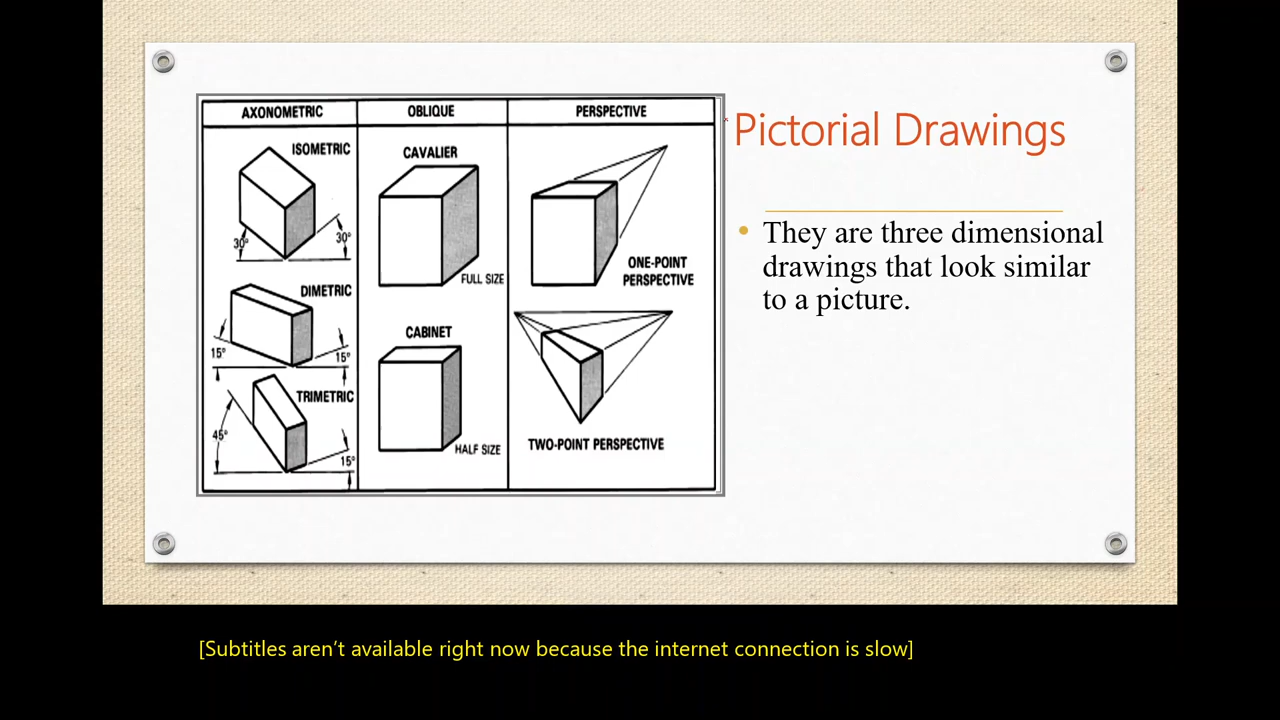 AXONOMETRIC
OBLIQUE
PERSPECTIVE
ISOMETRIC
30°
30°
DIMETRIC
15°
15°
TRIMETRIC
45°
15°
CAVALIER
FULL SIZE
CABINET
HALF SIZE
ONE-POINT
PERSPECTIVE
TWO-POINT PERSPECTIVE
Pictorial Drawings
• They are three dimensional
drawings that look similar
to a picture.
[Subtitles aren’t available right now because the internet connection is slow]